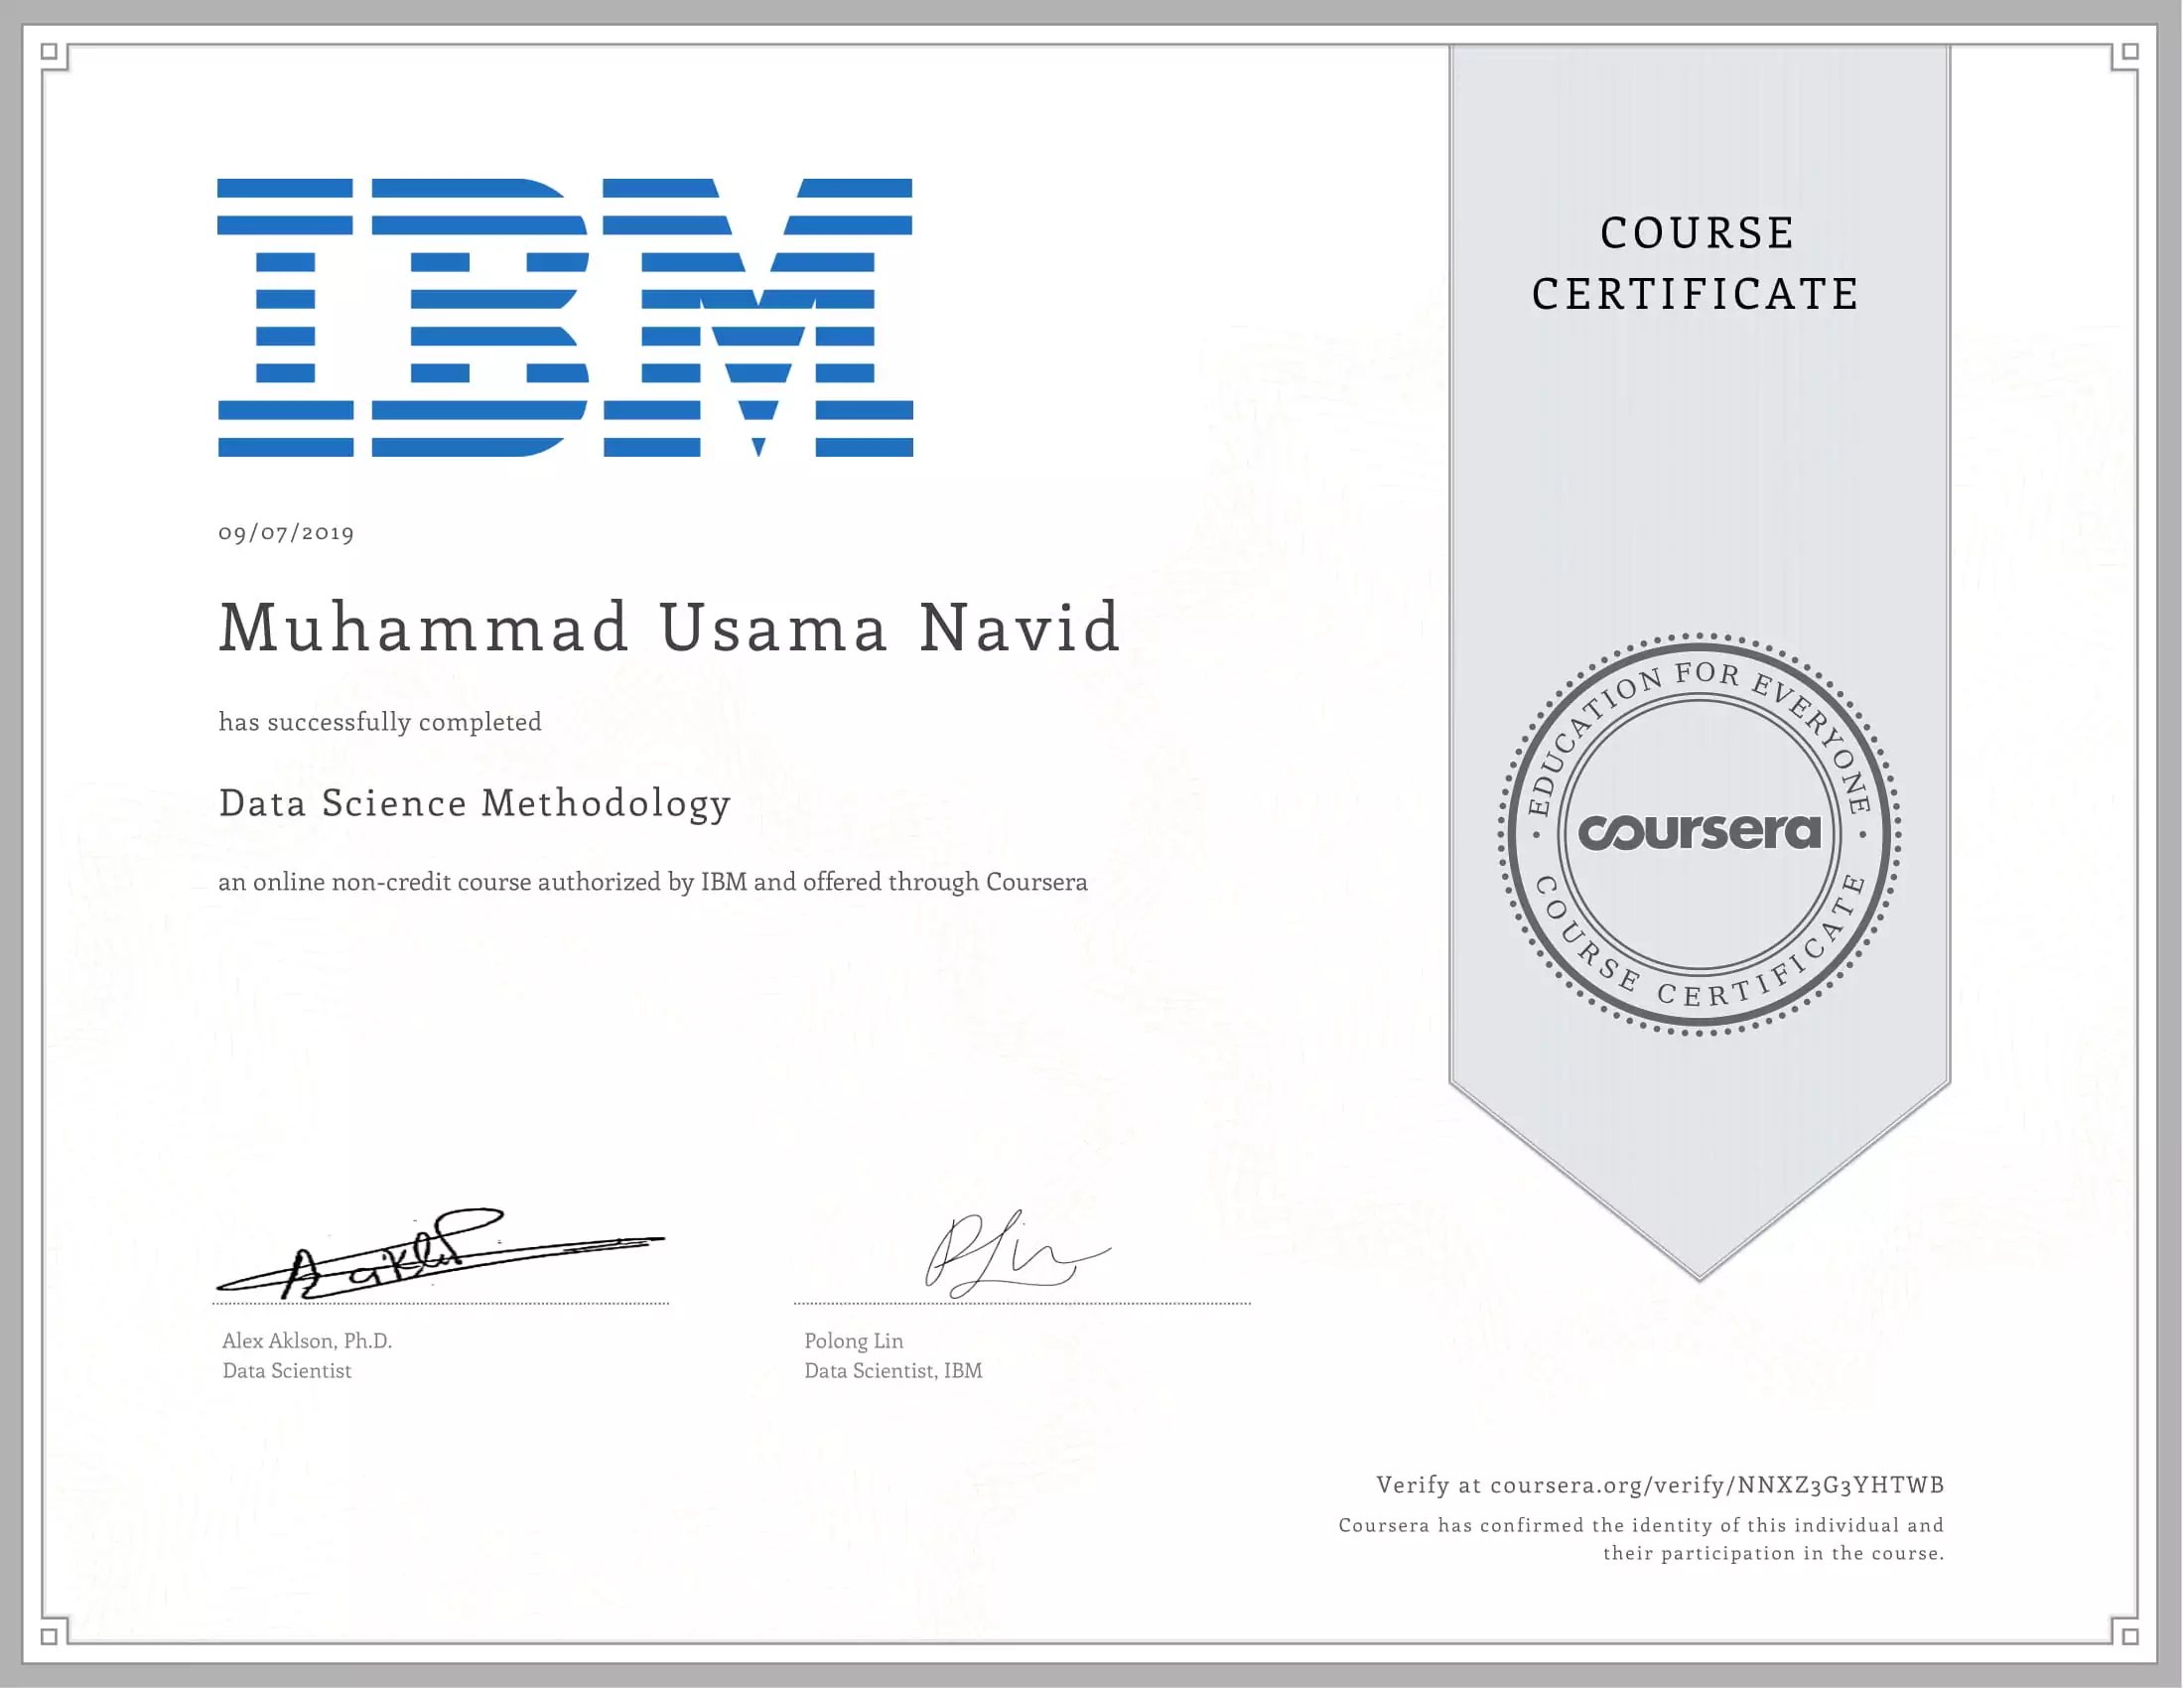 IBM
09/07/2019
Muhammad Usama Navid
has successfully completed
Data Science Methodology
an online non-credit course authorized by IBM and offered through Coursera
Alex Aklson, Ph.D.
Data Scientist
Polong Lin
Data Scientist, IBM
COURSE
CERTIFICATE
EDUCATION FOR EVERYONE
coursera
COURSE CERTIFICATE
Verify at coursera.org/verify/NNXZ3G3YHTWB
Coursera has confirmed the identity of this individual and
their participation in the course.